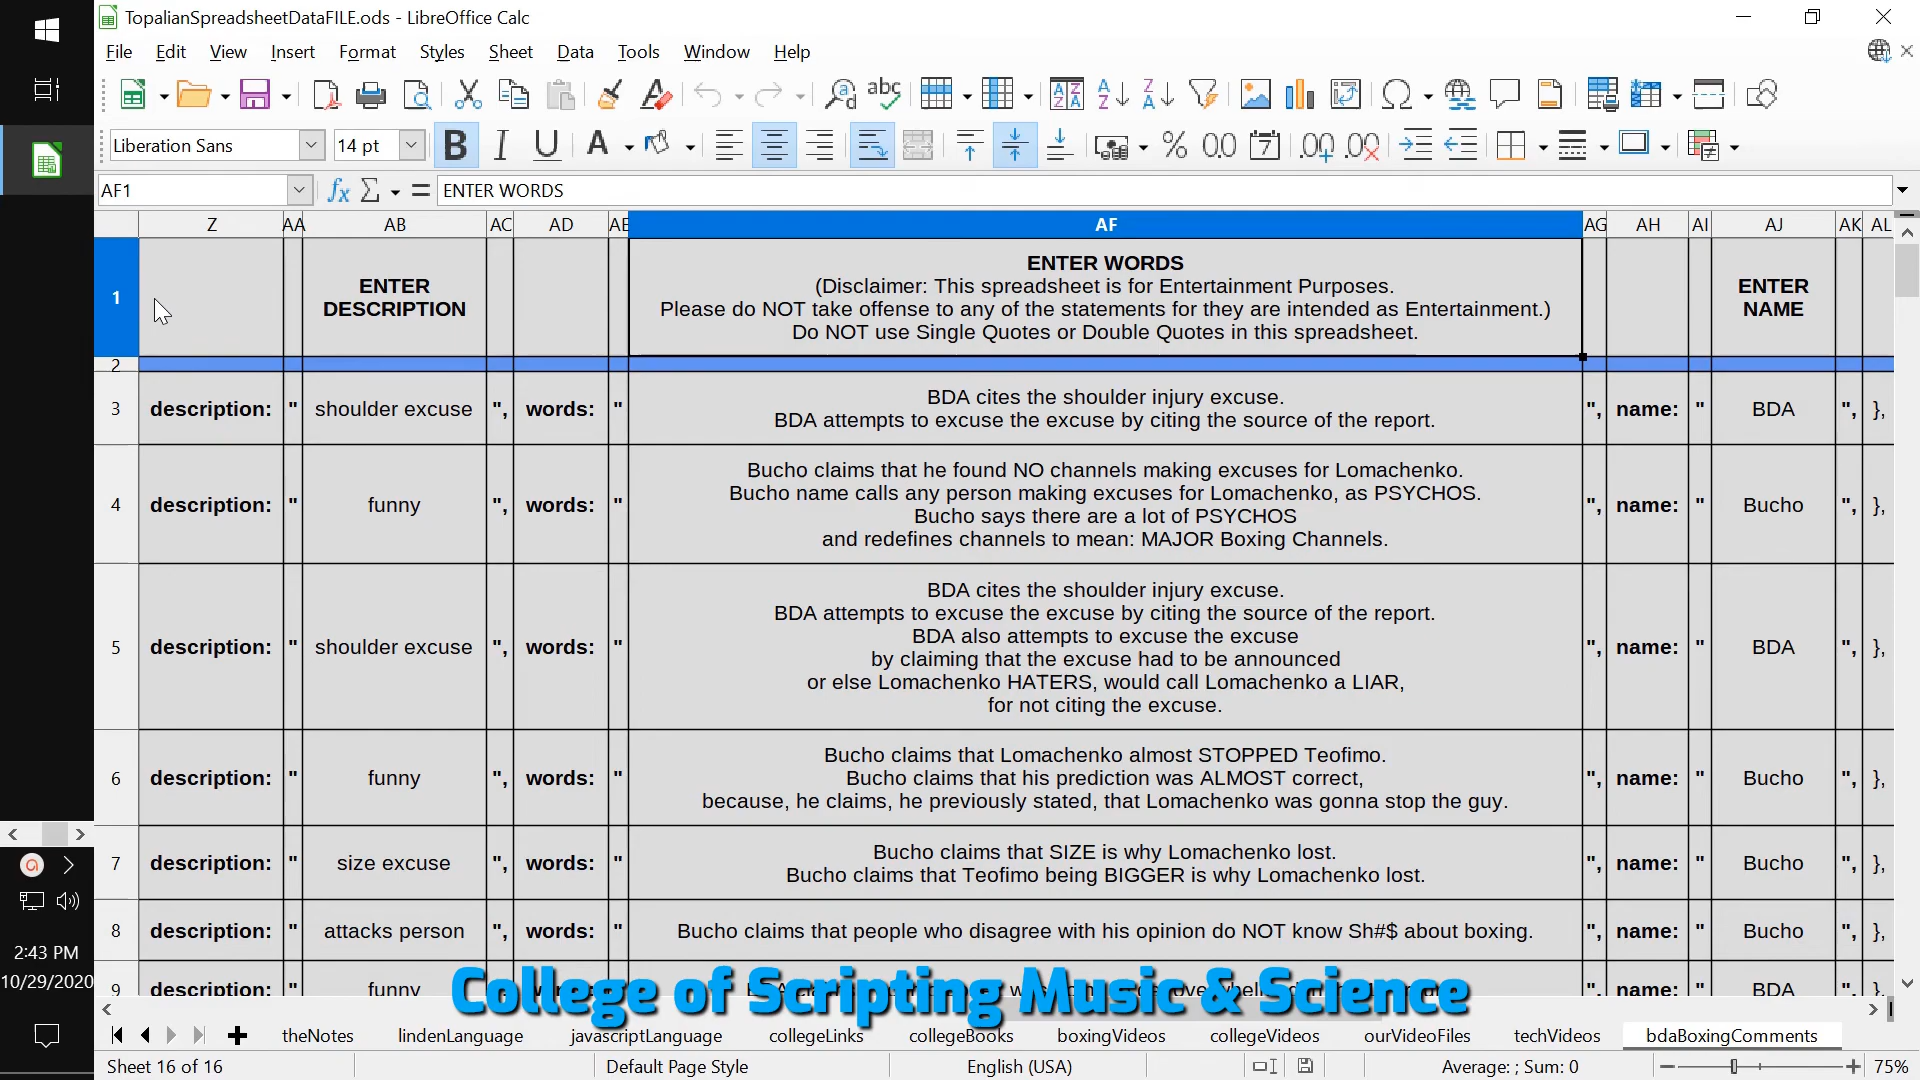 TopalianSpreadsheetDataFILE.ods - LibreOffice Calc
File Edit View Insert Format Styles Sheet Data Tools Window Help
Liberation Sans 14 pt
AF1 ENTER WORDS
Z AA AB AC AD AE AF AG AH AI AJ AK AL
1
ENTER
DESCRIPTION
ENTER WORDS
(Disclaimer: This spreadsheet is for Entertainment Purposes.
Please do NOT take offense to any of the statements for they are intended as Entertainment.)
Do NOT use Single Quotes or Double Quotes in this spreadsheet.
ENTER
NAME
2
3 description: " shoulder excuse ", words: "
BDA cites the shoulder injury excuse.
BDA attempts to excuse the excuse by citing the source of the report.
", name: " BDA ", },
4 description: " funny ", words: "
Bucho claims that he found NO channels making excuses for Lomachenko.
Bucho name calls any person making excuses for Lomachenko, as PSYCHOS.
Bucho says there are a lot of PSYCHOS
and redefines channels to mean: MAJOR Boxing Channels.
", name: " Bucho ", },
5 description: " shoulder excuse ", words: "
BDA cites the shoulder injury excuse.
BDA attempts to excuse the excuse by citing the source of the report.
BDA also attempts to excuse the excuse
by claiming that the excuse had to be announced
or else Lomachenko HATERS, would call Lomachenko a LIAR,
for not citing the excuse.
", name: " BDA ", },
6 description: " funny ", words: "
Bucho claims that Lomachenko almost STOPPED Teofimo.
Bucho claims that his prediction was ALMOST correct,
because, he claims, he previously stated, that Lomachenko was gonna stop the guy.
", name: " Bucho ", },
7 description: " size excuse ", words: "
Bucho claims that SIZE is why Lomachenko lost.
Bucho claims that Teofimo being BIGGER is why Lomachenko lost.
", name: " Bucho ", },
8 description: " attacks person ", words: " Bucho claims that people who disagree with his opinion do NOT know Sh#$ about boxing. ", name: " Bucho ", },
9 description: " funny ", ", name: " BDA ", },
College of Scripting Music & Science
theNotes lindenLanguage javascriptLanguage collegeLinks collegeBooks boxingVideos collegeVideos ourVideoFiles techVideos bdaBoxingComments
Sheet 16 of 16 Default Page Style English (USA) Average: ; Sum: 0 75%
2:43 PM
10/29/2020